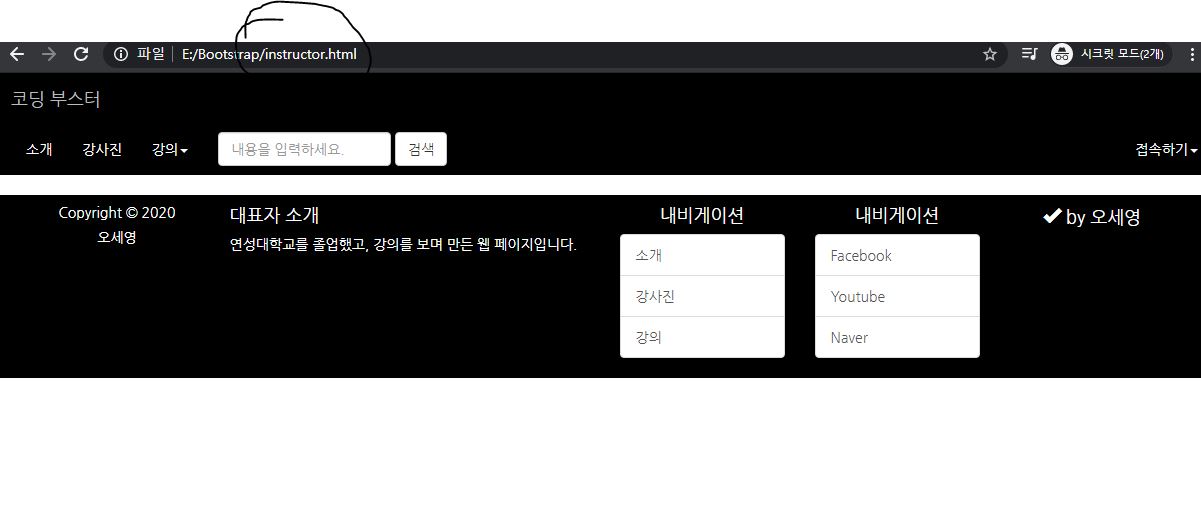 파일 E:/Bootstrap/instructor.html 시크릿 모드(2개)
코딩 부스터
소개 강사진 강의 내용을 입력하세요. 검색 접속하기
Copyright © 2020
오세영
대표자 소개
연성대학교를 졸업했고, 강의를 보며 만든 웹 페이지입니다.
내비게이션
소개
강사진
강의
내비게이션
Facebook
Youtube
Naver
by 오세영